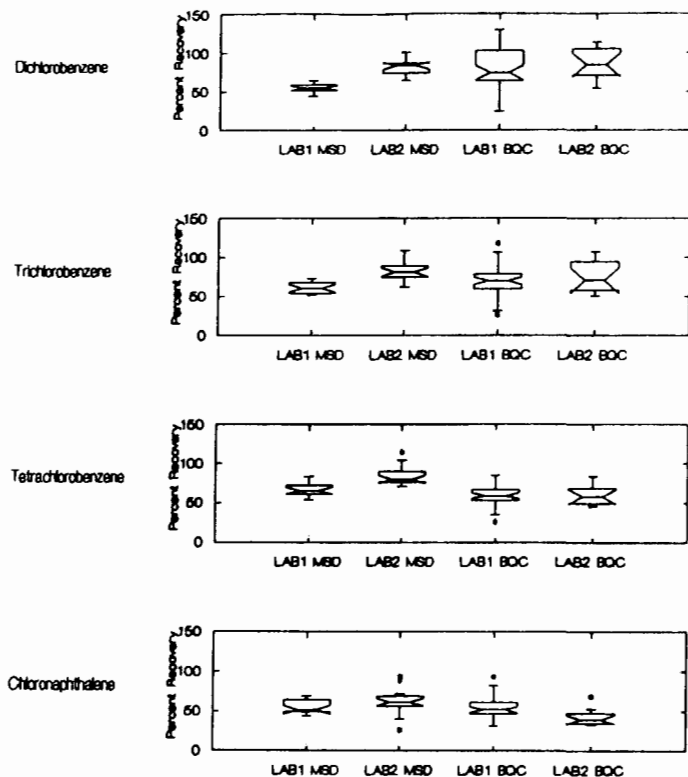 Dichlorobenzene
Percent Recovery
150
100
50
0
LAB1 MSD LAB2 MSD LAB1 BQC LAB2 BQC
Trichlorobenzene
Percent Recovery
150
100
50
0
LAB1 MSD LAB2 MSD LAB1 BQC LAB2 BQC
Tetrachlorobenzene
Percent Recovery
150
100
50
0
LAB1 MSD LAB2 MSD LAB1 BQC LAB2 BQC
Chloronaphthalene
Percent Recovery
150
100
50
0
LAB1 MSD LAB2 MSD LAB1 BQC LAB2 BQC